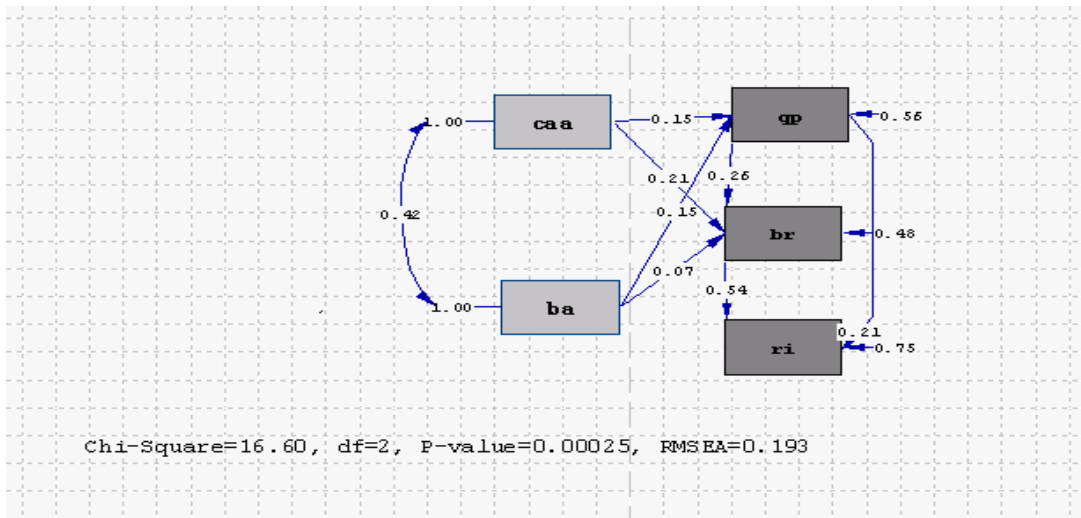 caa
qp
1.00
0.15
0.56
0.21
0.26
0.42
0.15
br
0.48
0.07
0.54
1.00
ba
0.21
ri
0.75
Chi-Square=16.60, df=2, P-value=0.00025, RMSEA=0.193